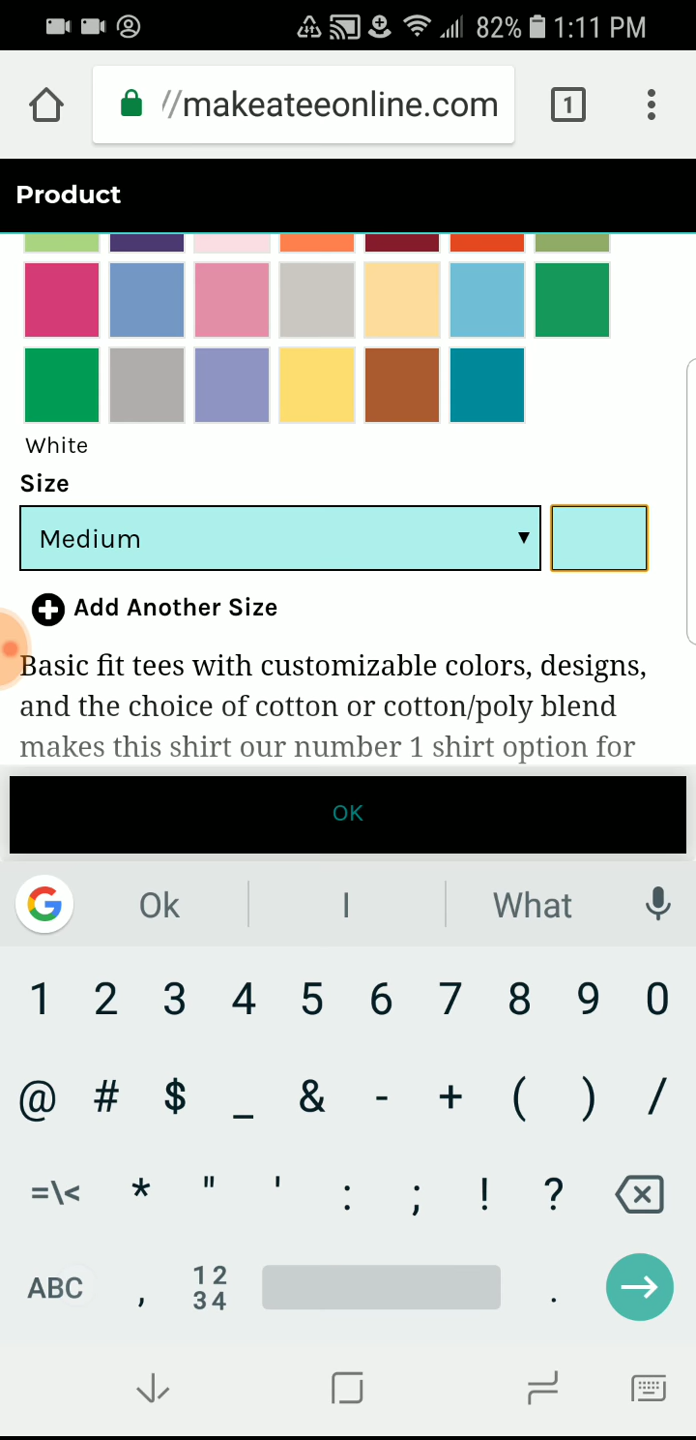 82% 1:11 PM
//makeateeonline.com 1
Product
White
Size
Medium
Add Another Size
Basic fit tees with customizable colors, designs,
and the choice of cotton or cotton/poly blend
makes this shirt our number 1 shirt option for
OK
G Ok I What
1 2 3 4 5 6 7 8 9 0
@ # $ _ & - + ( ) /
=\< * " ' : ; ! ?
ABC , 12 34 .